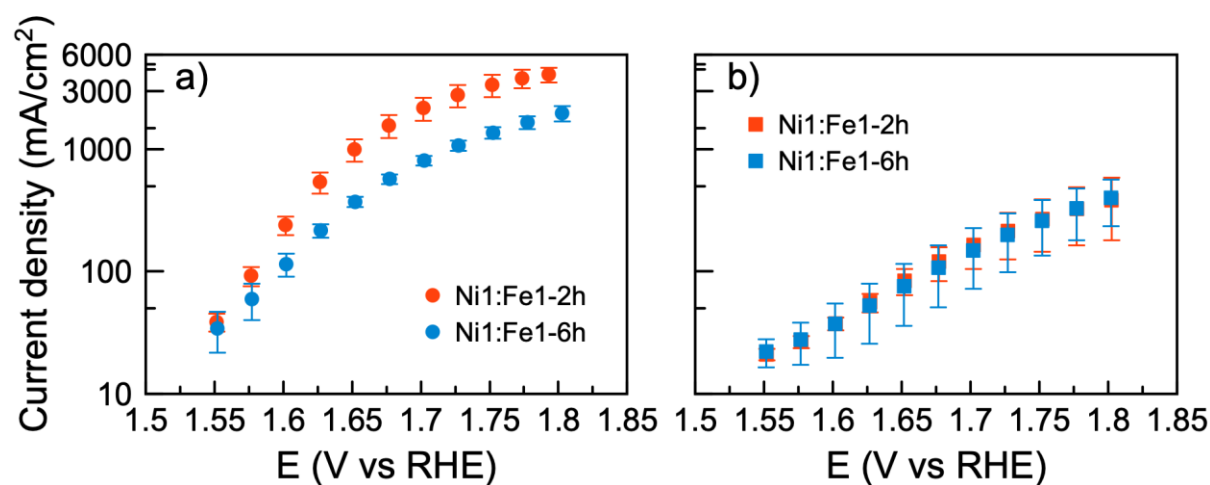 Current density (mA/cm²)
6000
3000
1000
100
10
a)
Ni1:Fe1-2h
Ni1:Fe1-6h
1.5 1.55 1.6 1.65 1.7 1.75 1.8 1.85
E (V vs RHE)
b)
Ni1:Fe1-2h
Ni1:Fe1-6h
1.5 1.55 1.6 1.65 1.7 1.75 1.8 1.85
E (V vs RHE)